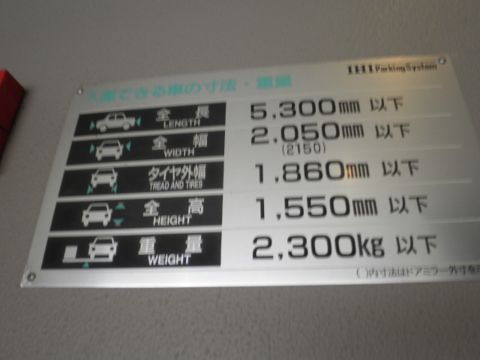 IHI Parking System
入庫できる車の寸法・重量
全長 LENGTH 5,300mm 以下
全幅 WIDTH 2,050mm 以下
(2150)
タイヤ外幅 TREAD AND TIRES 1,860mm 以下
全高 HEIGHT 1,550mm 以下
重量 WEIGHT 2,300kg 以下
( )内寸法はドアミラー外寸を